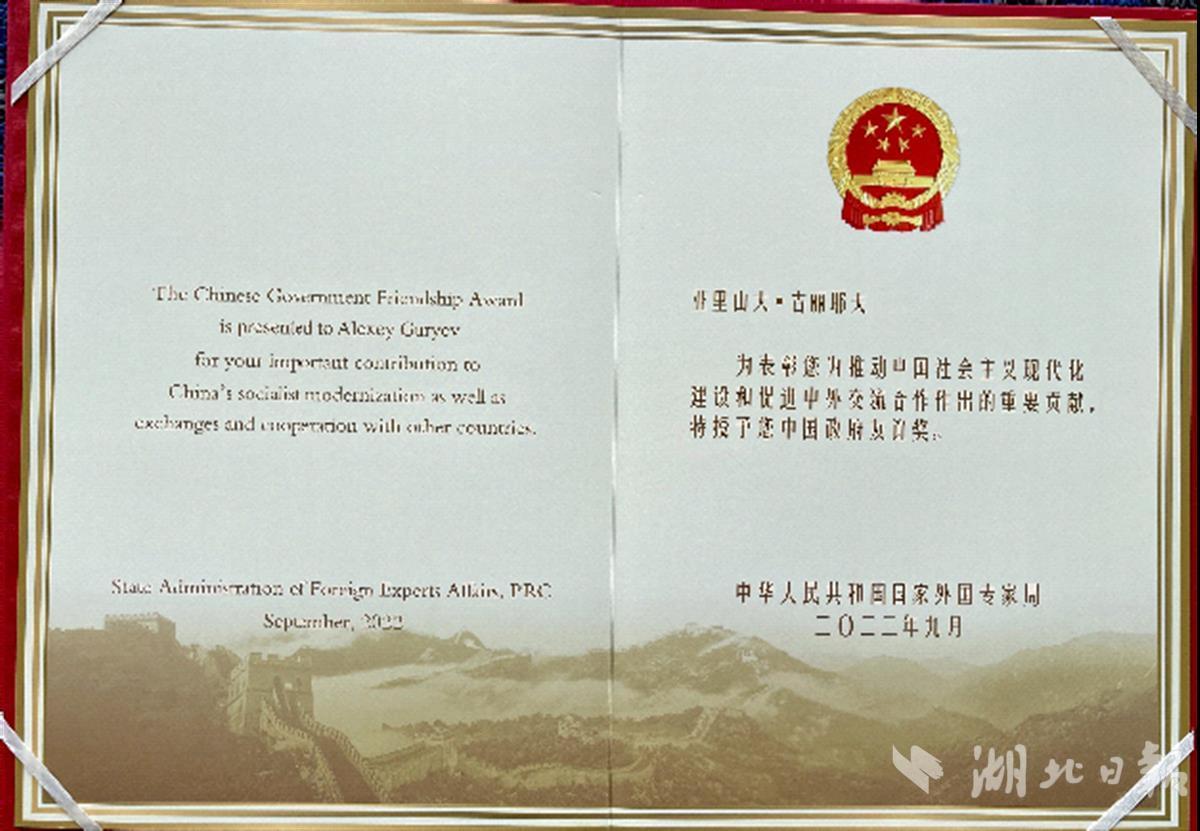 The Chinese Government Friendship Award
is presented to Alexey Guryev
for your important contribution to
China's socialist modernization as well as
exchanges and cooperation with other countries.
State Administration of Foreign Experts Affairs, PRC
September, 2022
亚里山大·古丽耶夫
为表彰您为推动中国社会主义现代化
建设和促进中外交流合作作出的重要贡献，
特授予您中国政府友谊奖。
中华人民共和国国家外国专家局
二〇二二年九月
湖北日报